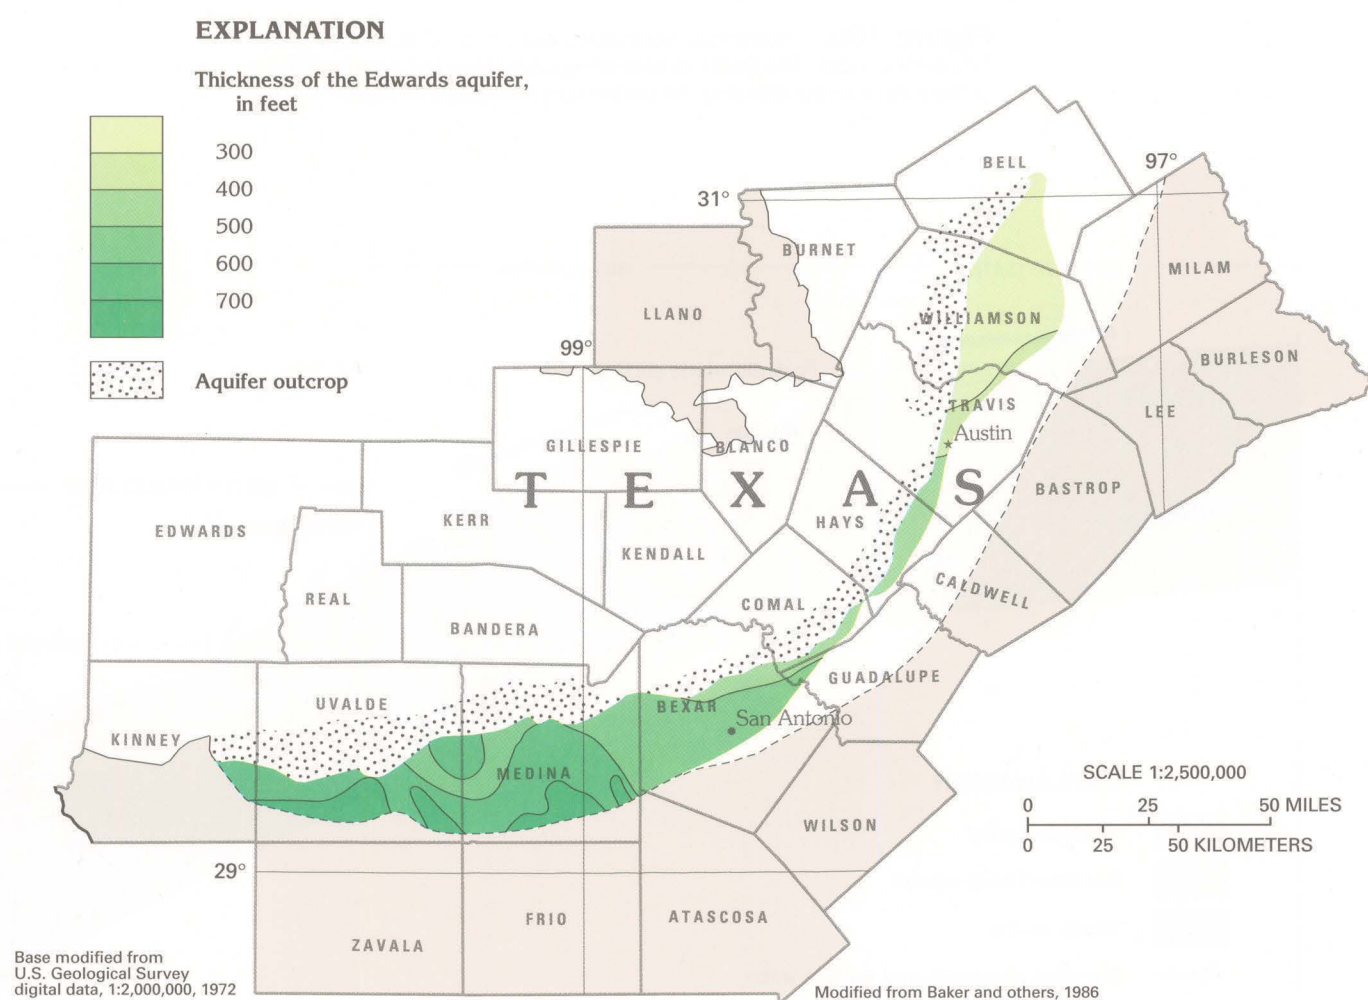 EXPLANATION
Thickness of the Edwards aquifer,
in feet
300
400
500
600
700
Aquifer outcrop
BELL
97°
31°
BURNET
MILAM
LLANO
WILLIAMSON
99°
BURLESON
TRAVIS
LEE
Austin
GILLESPIE
BLANCO
TEXAS
BASTROP
KERR
HAYS
EDWARDS
KENDALL
CALDWELL
REAL
COMAL
BANDERA
GUADALUPE
UVALDE
BEXAR
San Antonio
KINNEY
MEDINA
SCALE 1:2,500,000
0 25 50 MILES
0 25 50 KILOMETERS
WILSON
29°
FRIO
ATASCOSA
ZAVALA
Base modified from
U.S. Geological Survey
digital data, 1:2,000,000, 1972
Modified from Baker and others, 1986